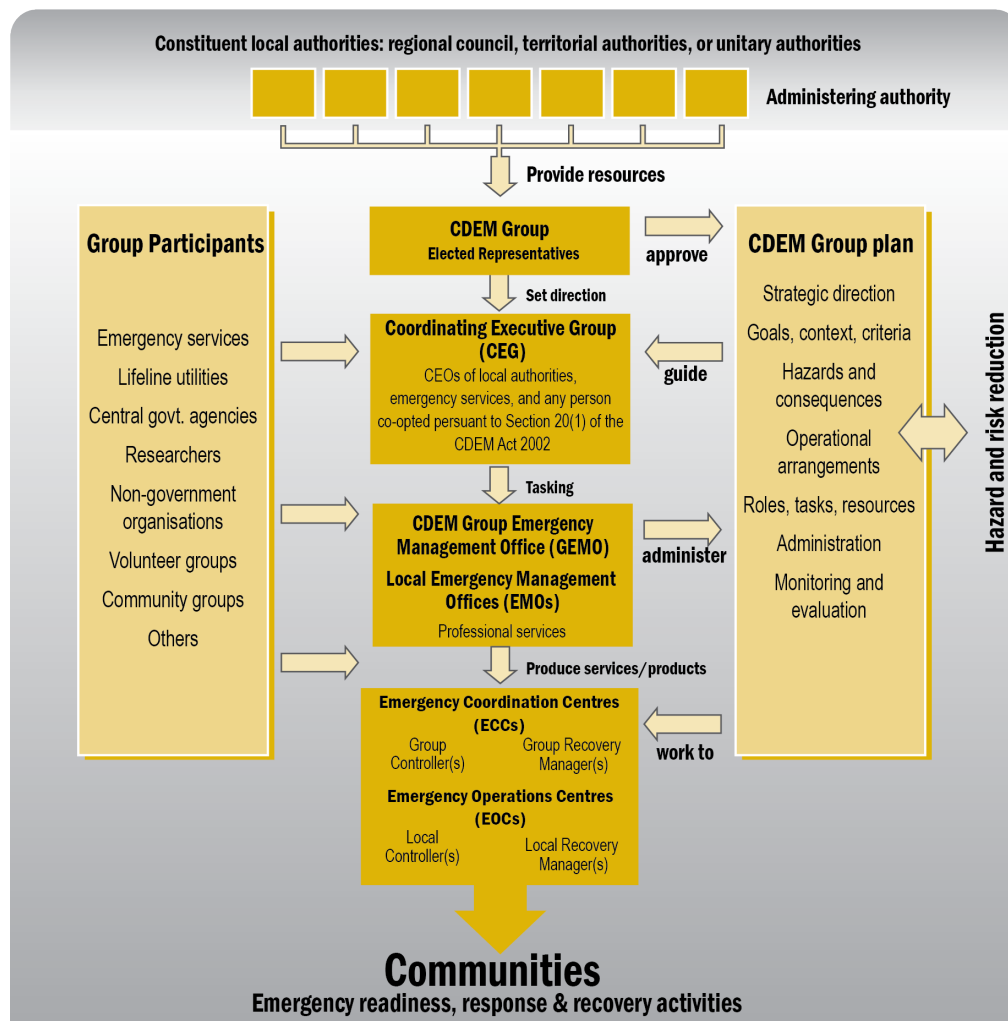 Constituent local authorities: regional council, territorial authorities, or unitary authorities
Administering authority
Provide resources
Group Participants
Emergency services
Lifeline utilities
Central govt. agencies
Researchers
Non-government
organisations
Volunteer groups
Community groups
Others
CDEM Group
Elected Representatives
approve
Set direction
Coordinating Executive Group
(CEG)
CEOs of local authorities,
emergency services, and any person
co-opted pursuant to Section 20(1) of the
CDEM Act 2002
guide
Tasking
CDEM Group Emergency
Management Office (GEMO)
Local Emergency Management
Offices (EMOs)
Professional services
administer
Produce services/products
Emergency Coordination Centres
(ECCs)
Group
Controller(s)
Group Recovery
Manager(s)
Emergency Operations Centres
(EOCs)
Local
Controller(s)
Local Recovery
Manager(s)
work to
CDEM Group plan
Strategic direction
Goals, context, criteria
Hazards and
consequences
Operational
arrangements
Roles, tasks, resources
Administration
Monitoring and
evaluation
Hazard and risk reduction
Communities
Emergency readiness, response & recovery activities